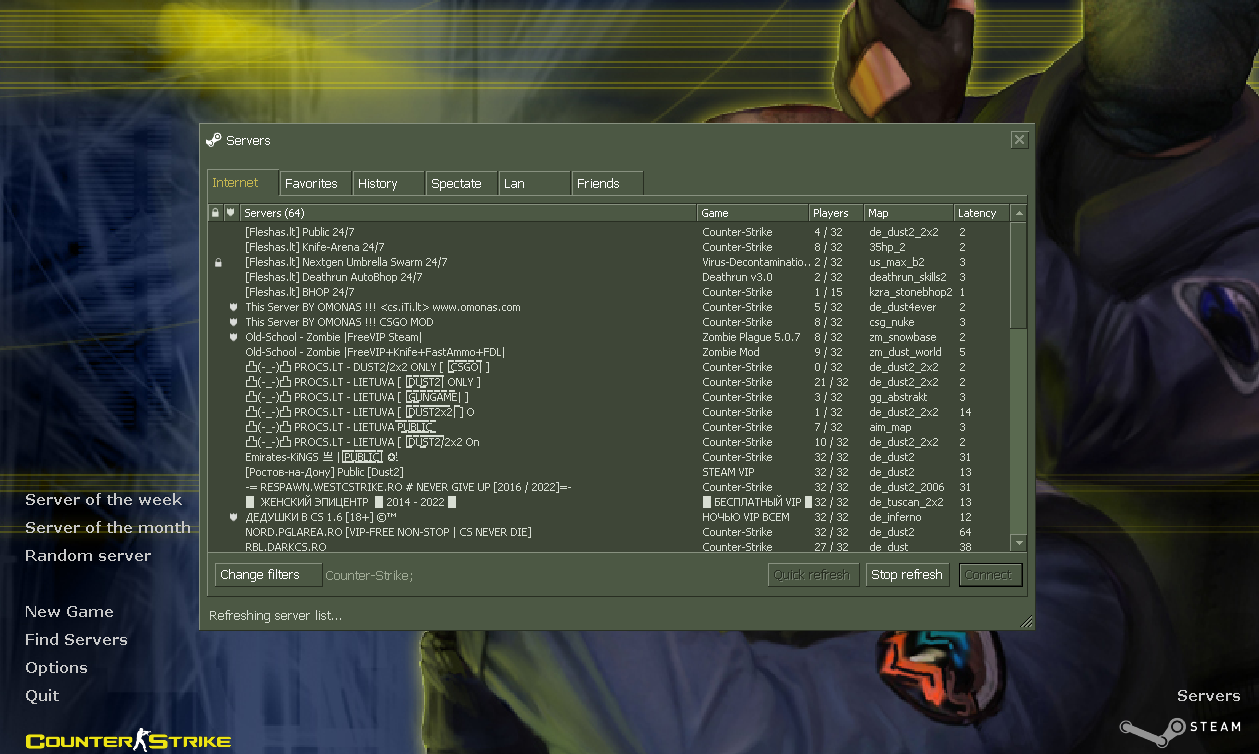 Servers
Internet Favorites History Spectate Lan Friends
Servers (64) Game Players Map Latency
[Fleshas.lt] Public 24/7 Counter-Strike 4 / 32 de_dust2_2x2 2
[Fleshas.lt] Knife-Arena 24/7 Counter-Strike 8 / 32 35hp_2 2
[Fleshas.lt] Nextgen Umbrella Swarm 24/7 Virus-Decontaminatio... 2 / 32 us_max_b2 3
[Fleshas.lt] Deathrun AutoBhop 24/7 Deathrun v3.0 2 / 32 deathrun_skills2 3
[Fleshas.lt] BHOP 24/7 Counter-Strike 1 / 15 kzra_stonebhop2 1
This Server BY OMONAS !!! <cs.iTi.lt> www.omonas.com Counter-Strike 5 / 32 de_dust4ever 2
This Server BY OMONAS !!! CSGO MOD Counter-Strike 8 / 32 csg_nuke 3
Old-School - Zombie |FreeVIP Steam| Zombie Plague 5.0.7 8 / 32 zm_snowbase 2
Old-School - Zombie |FreeVIP+Knife+FastAmmo+FDL| Zombie Mod 9 / 32 zm_dust_world 5
凸(-_-)凸 PROCS.LT - DUST2/2x2 ONLY [ CSGO ] Counter-Strike 0 / 32 de_dust2_2x2 2
凸(-_-)凸 PROCS.LT - LIETUVA [ DUST2 ONLY ] Counter-Strike 21 / 32 de_dust2_2x2 2
凸(-_-)凸 PROCS.LT - LIETUVA [ GUNGAME ] Counter-Strike 3 / 32 gg_abstrakt 3
凸(-_-)凸 PROCS.LT - LIETUVA [ DUST2x2 ] O Counter-Strike 1 / 32 de_dust2_2x2 14
凸(-_-)凸 PROCS.LT - LIETUVA PUBLIC Counter-Strike 7 / 32 aim_map 3
凸(-_-)凸 PROCS.LT - LIETUVA [ DUST2/2x2 On Counter-Strike 10 / 32 de_dust2_2x2 2
Emirates-KiNGS | PUBLIC ✪! Counter-Strike 32 / 32 de_dust2 31
[Ростов-на-Дону] Public [Dust2] STEAM VIP 32 / 32 de_dust2 13
-= RESPAWN.WESTCSTRIKE.RO # NEVER GIVE UP [2016 / 2022]=- Counter-Strike 32 / 32 de_dust2_2006 31
█ ЖЕНСКИЙ ЭПИЦЕНТР █ 2014 - 2022 █ █ БЕСПЛАТНЫЙ VIP █ 32 / 32 de_tuscan_2x2 13
ДЕДУШКИ В CS 1.6 [18+] ©™ НОЧЬЮ VIP ВСЕМ 32 / 32 de_inferno 12
NORD.PGLAREA.RO [VIP-FREE NON-STOP | CS NEVER DIE] Counter-Strike 32 / 32 de_dust2 64
RBL.DARKCS.RO Counter-Strike 27 / 32 de_dust 38
Change filters Counter-Strike; Quick refresh Stop refresh Connect
Refreshing server list...
Server of the week
Server of the month
Random server
New Game
Find Servers
Options
Quit
Servers
COUNTER STRIKE
STEAM